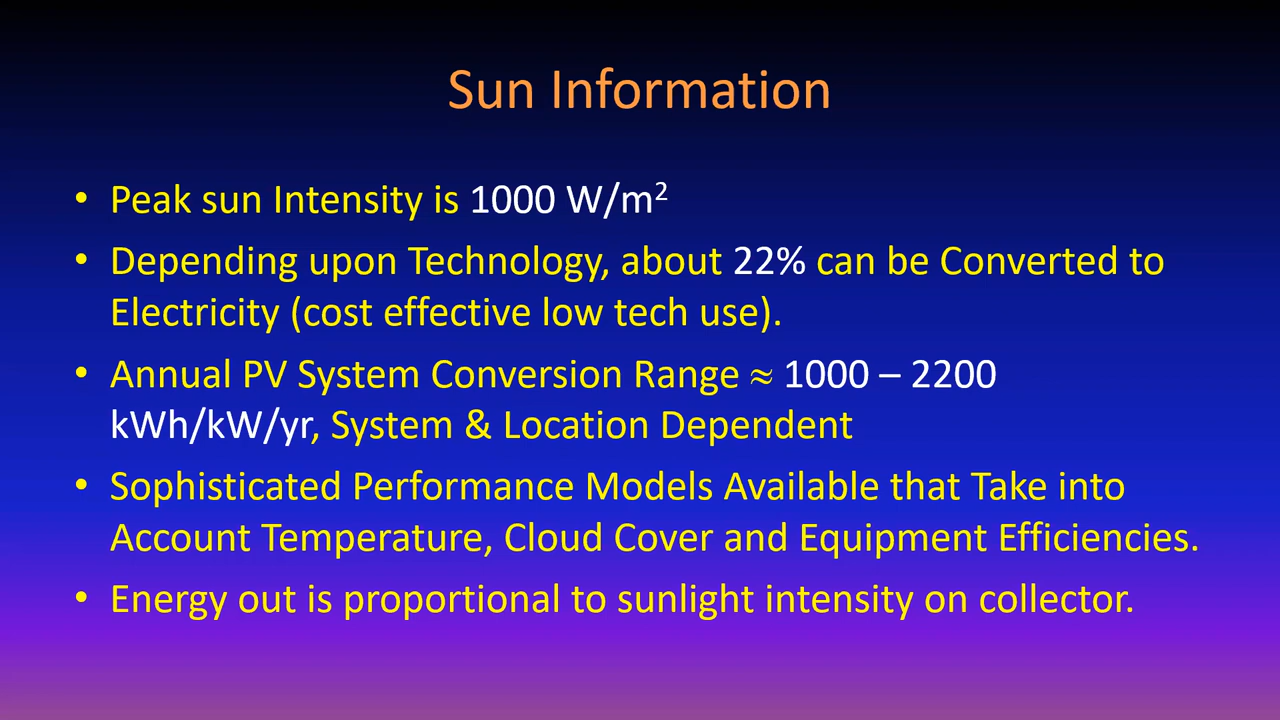 Sun Information
• Peak sun Intensity is 1000 W/m²
• Depending upon Technology, about 22% can be Converted to
Electricity (cost effective low tech use).
• Annual PV System Conversion Range ≈ 1000 – 2200
kWh/kW/yr, System & Location Dependent
• Sophisticated Performance Models Available that Take into
Account Temperature, Cloud Cover and Equipment Efficiencies.
• Energy out is proportional to sunlight intensity on collector.